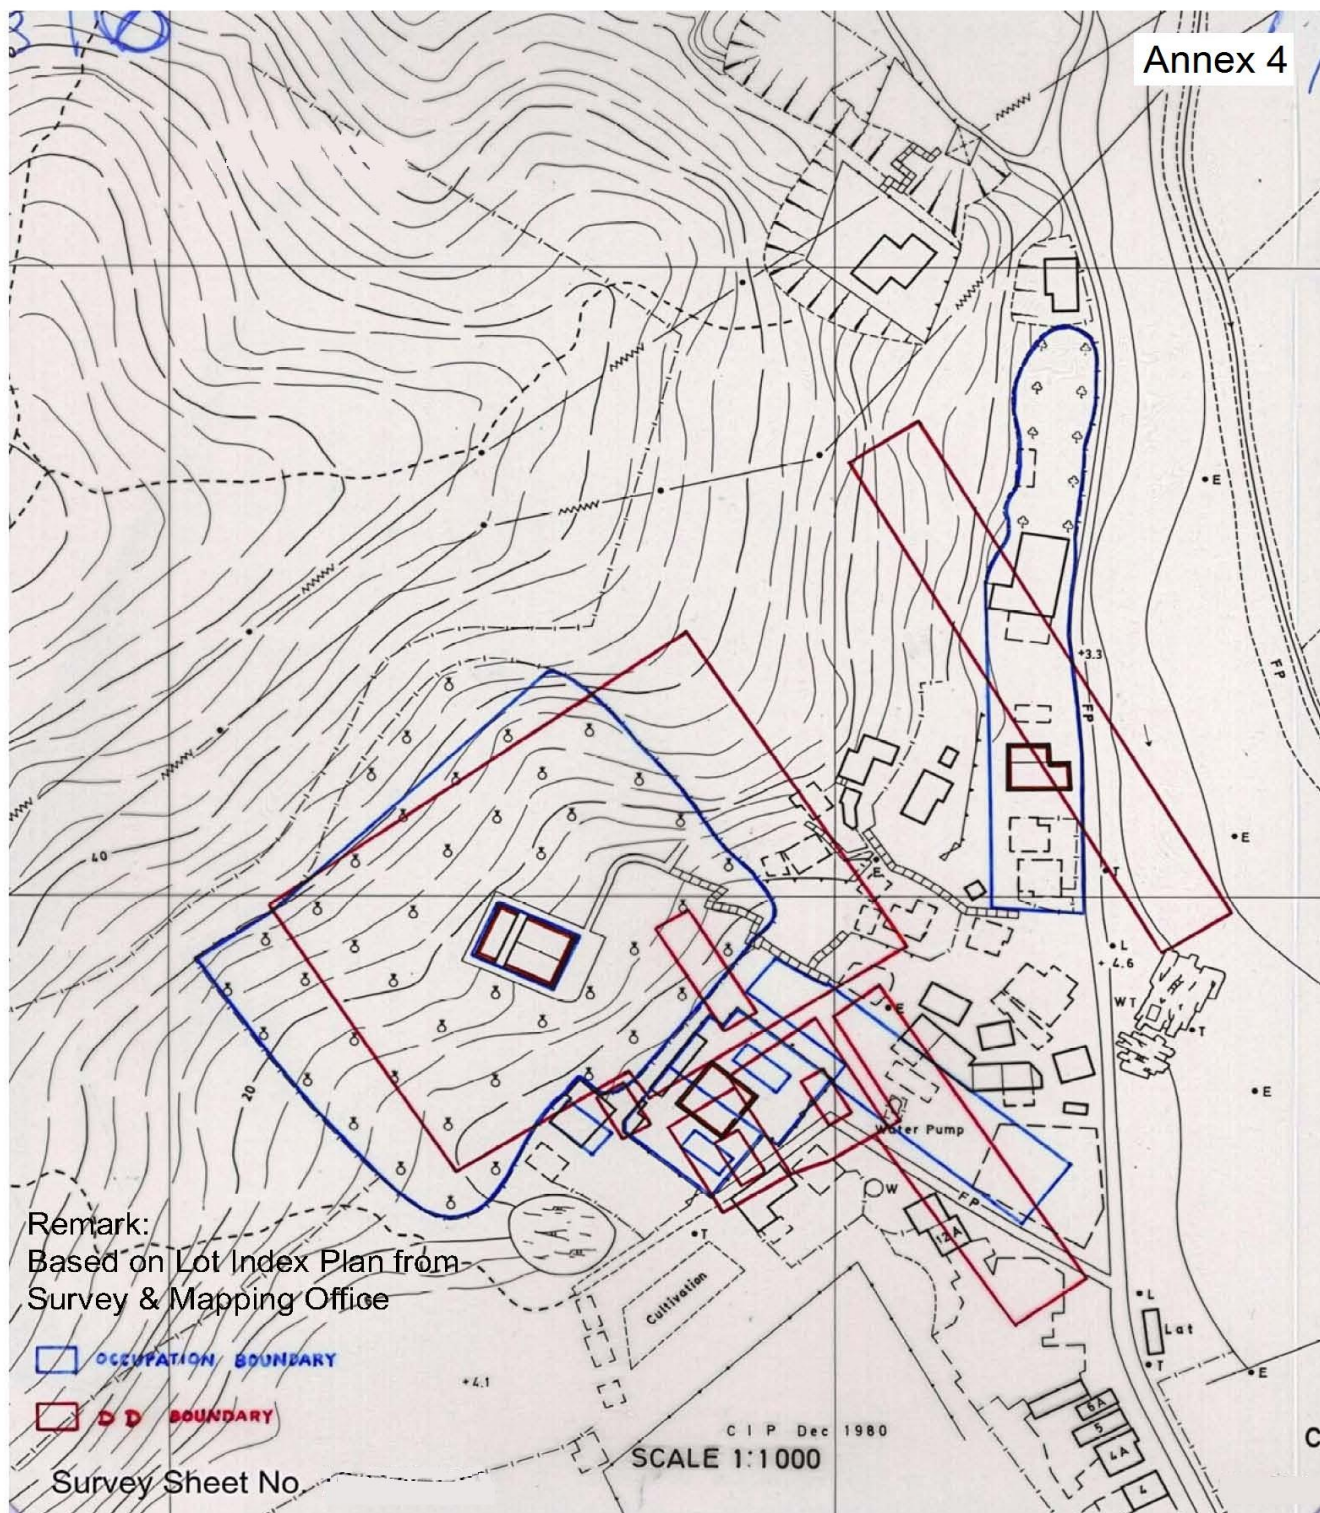 Annex 4
E
+3.3
FP
FP
E
40
T
E
L
+ 4.6
WT
T
E
E
20
Water Pump
W
FP
12A
T
Remark:
Based on Lot Index Plan from
Survey & Mapping Office
Cultivation
L
Lat
T
E
OCCUPATION BOUNDARY
+4.1
DD BOUNDARY
6A
5
4A
4
C I P Dec 1980
SCALE 1:1000
Survey Sheet No.